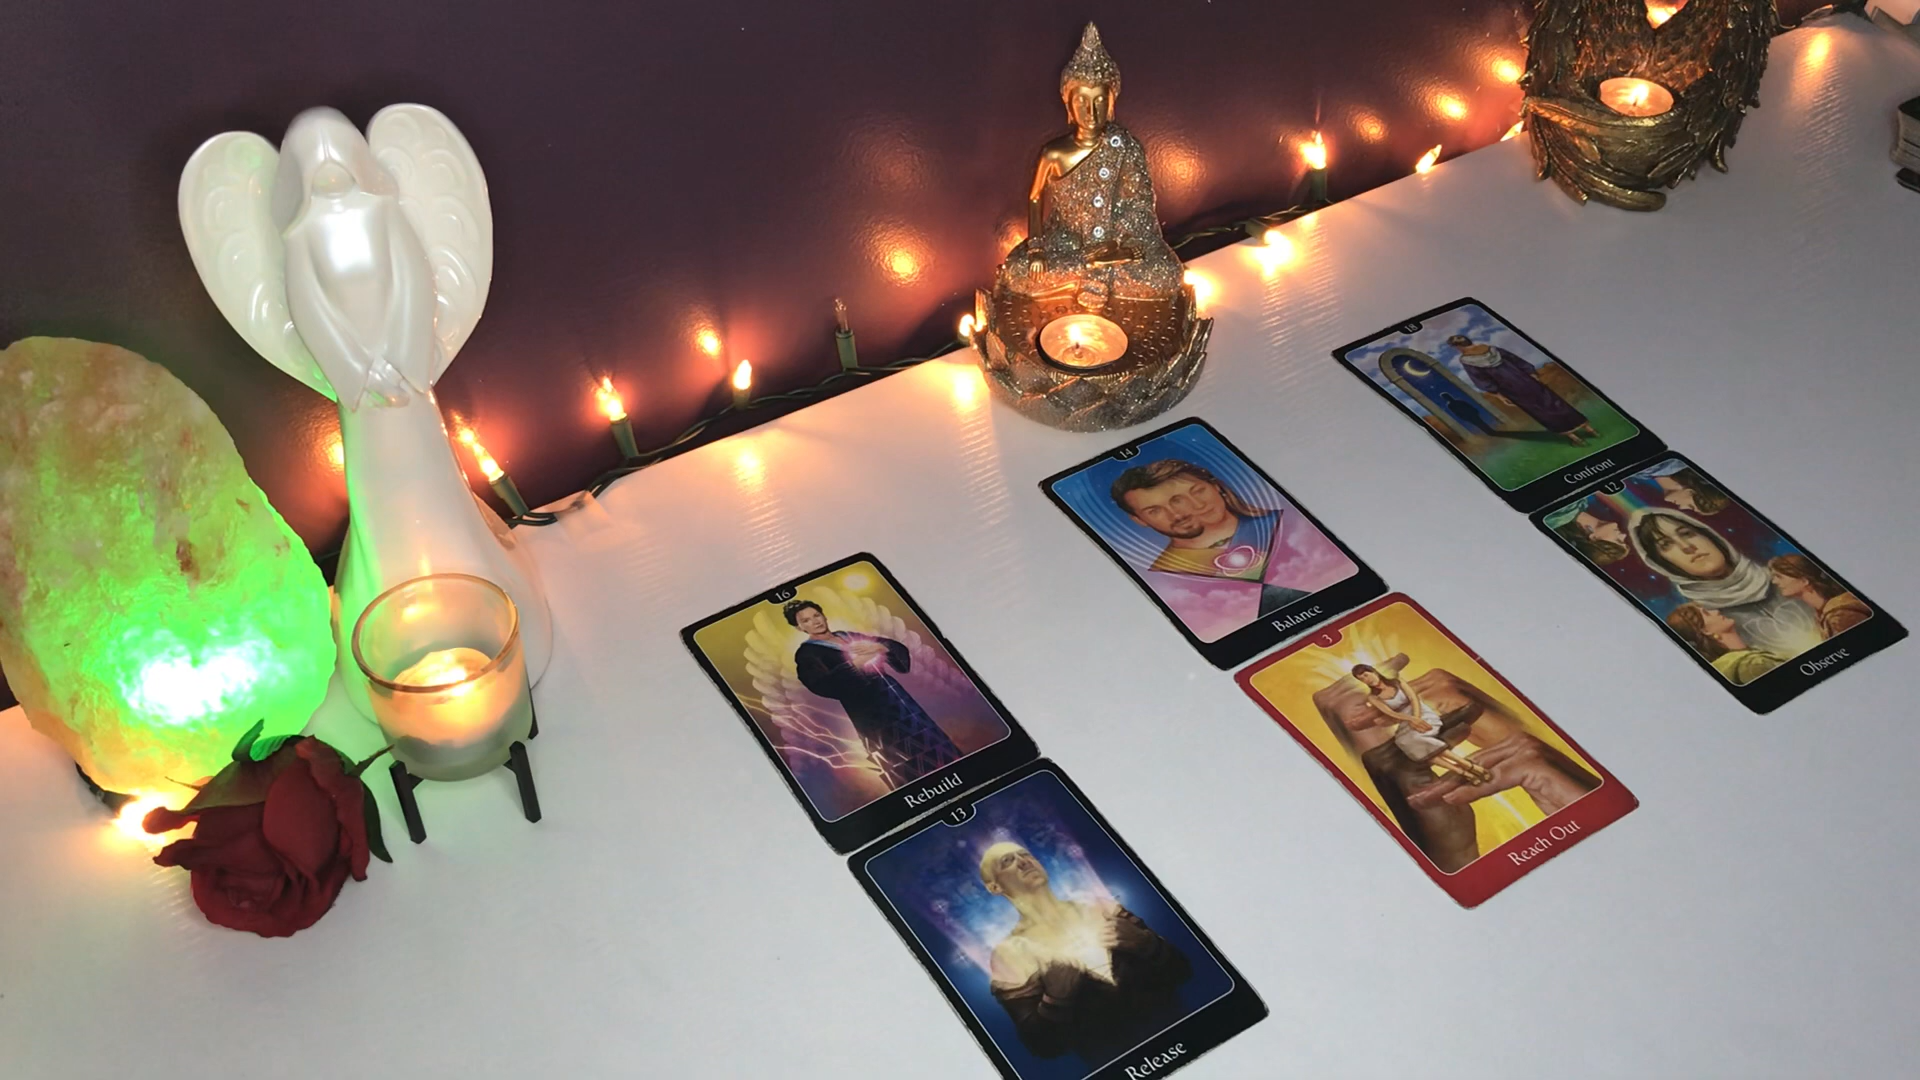 16
Rebuild
13
Release
14
Balance
3
Reach Out
18
Confront
12
Observe